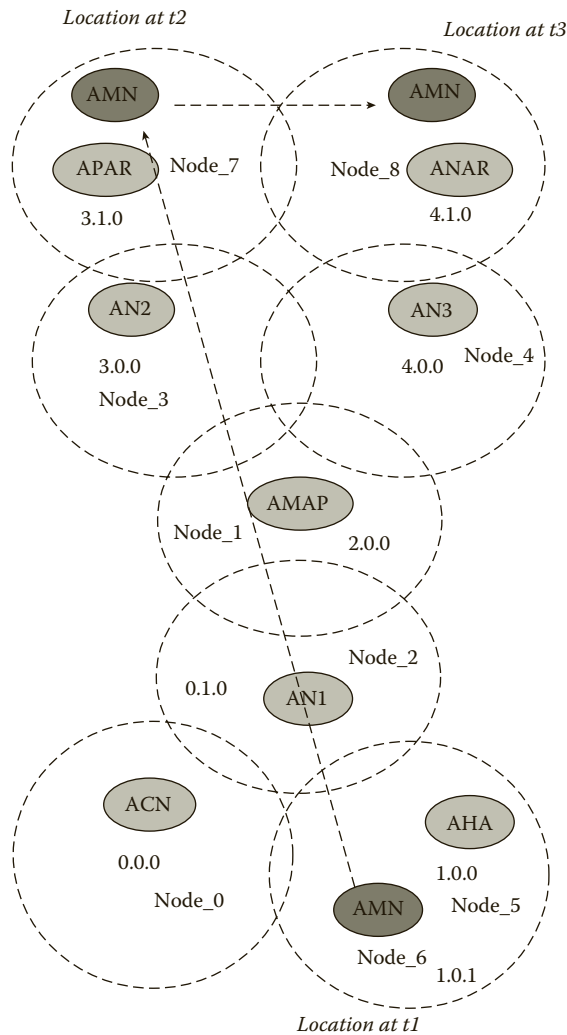 Location at t2
Location at t3
AMN
AMN
APAR
Node_7
Node_8
ANAR
3.1.0
4.1.0
AN2
AN3
3.0.0
4.0.0
Node_4
Node_3
AMAP
Node_1
2.0.0
Node_2
0.1.0
AN1
ACN
AHA
0.0.0
1.0.0
Node_0
AMN
Node_5
Node_6
1.0.1
Location at t1